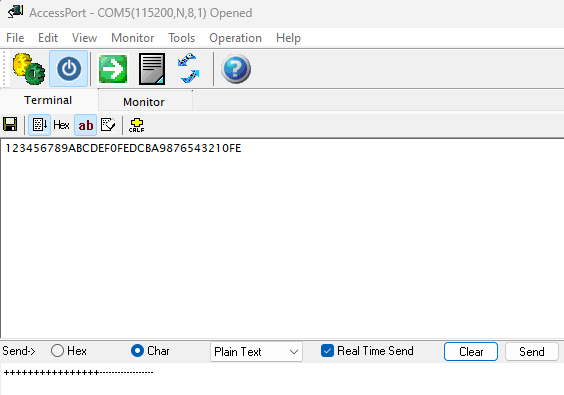 AccessPort - COM5(115200,N,8,1) Opened
File Edit View Monitor Tools Operation Help
Terminal Monitor
Hex ab CRLF
123456789ABCDEF0FEDCBA9876543210FE
Send-> Hex Char Plain Text Real Time Send Clear Send
++++++++++++++++------------------